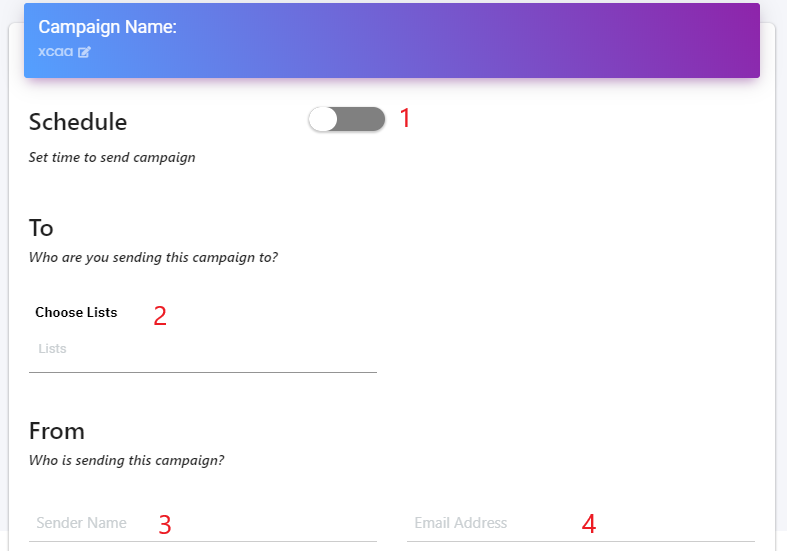 Campaign Name:
xcaa
Schedule
1
Set time to send campaign
To
Who are you sending this campaign to?
Choose Lists
2
Lists
From
Who is sending this campaign?
Sender Name
3
Email Address
4